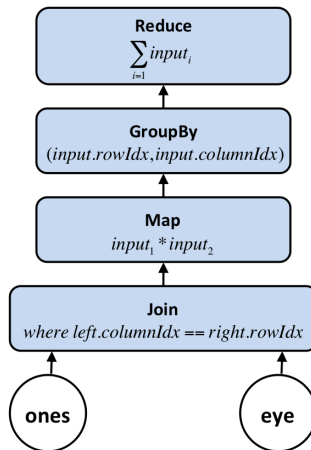 Reduce
∑ input_i
i=1
GroupBy
(input.rowIdx,input.columnIdx)
Map
input_1 * input_2
Join
where left.columnIdx == right.rowIdx
ones
eye